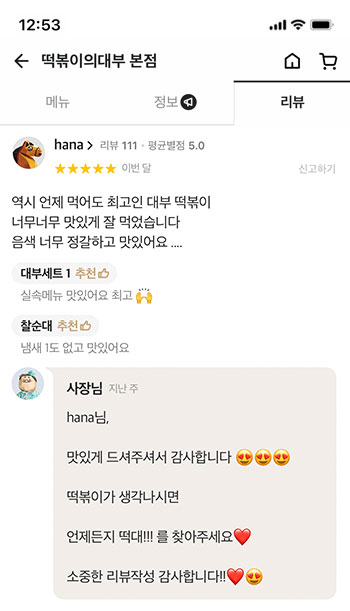 12:53
떡볶이의대부 본점
메뉴
정보
리뷰
hana
리뷰 111 · 평균별점 5.0
이번 달
신고하기
역시 언제 먹어도 최고인 대부 떡볶이
너무너무 맛있게 잘 먹었습니다
음색 너무 정갈하고 맛있어요 ....
대부세트 1 추천
실속메뉴 맛있어요 최고 🙌
찰순대 추천
냄새 1도 없고 맛있어요
사장님 지난 주
hana님,
맛있게 드셔주셔서 감사합니다 😍😍😍
떡볶이가 생각나시면
언제든지 떡대!!! 를 찾아주세요❤️
소중한 리뷰작성 감사합니다!!❤️😍